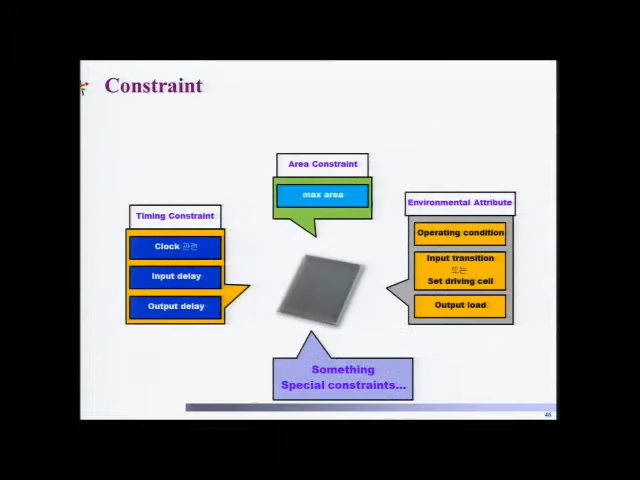 Constraint
Area Constraint
max area
Timing Constraint
Clock 관련
Input delay
Output delay
Environmental Attribute
Operating condition
Input transition
또는
Set driving cell
Output load
Something
Special constraints...
46